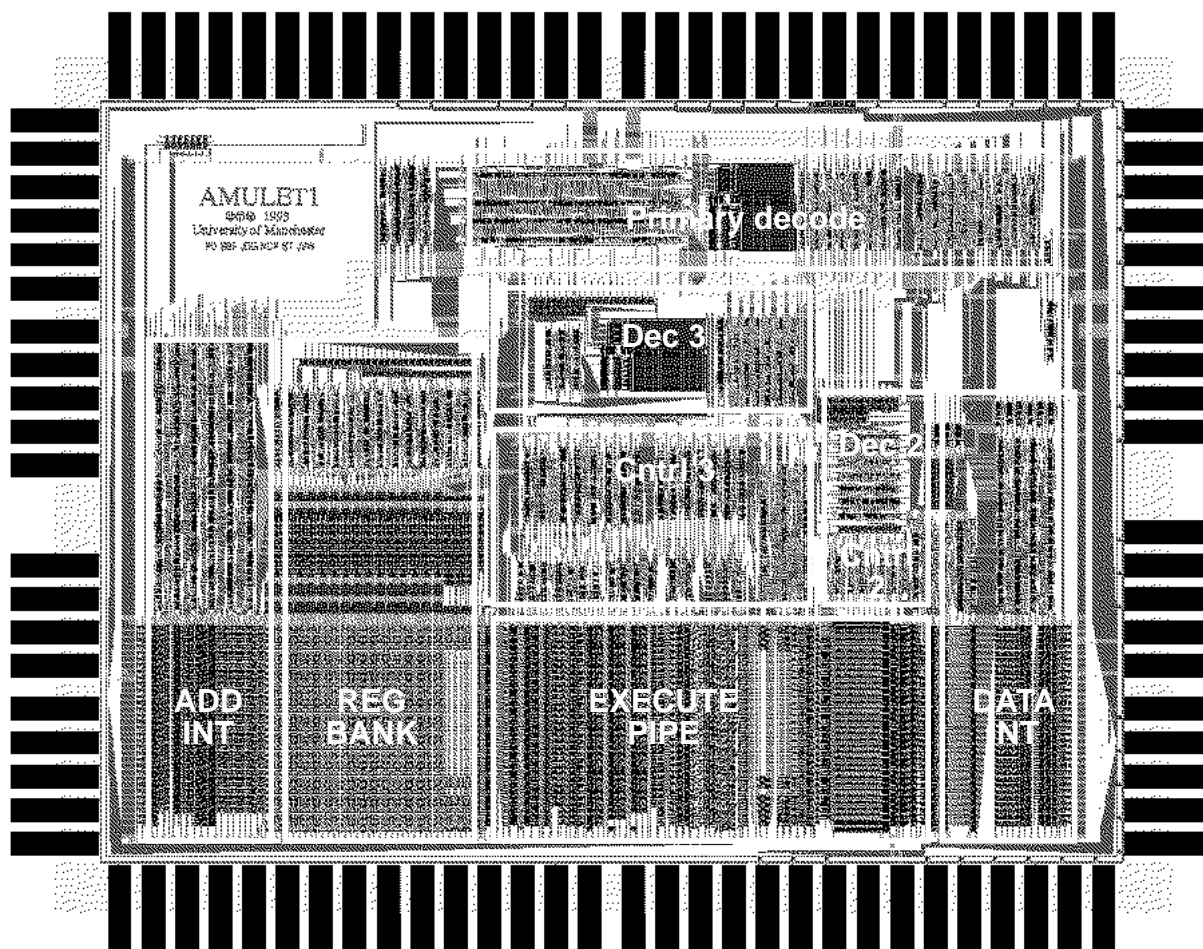 AMULET1
1993
University of Manchester
Primary decode
Dec 3
Dec 2
Cntrl 3
Cntrl
2
ADD
INT
REG
BANK
EXECUTE
PIPE
DATA
INT